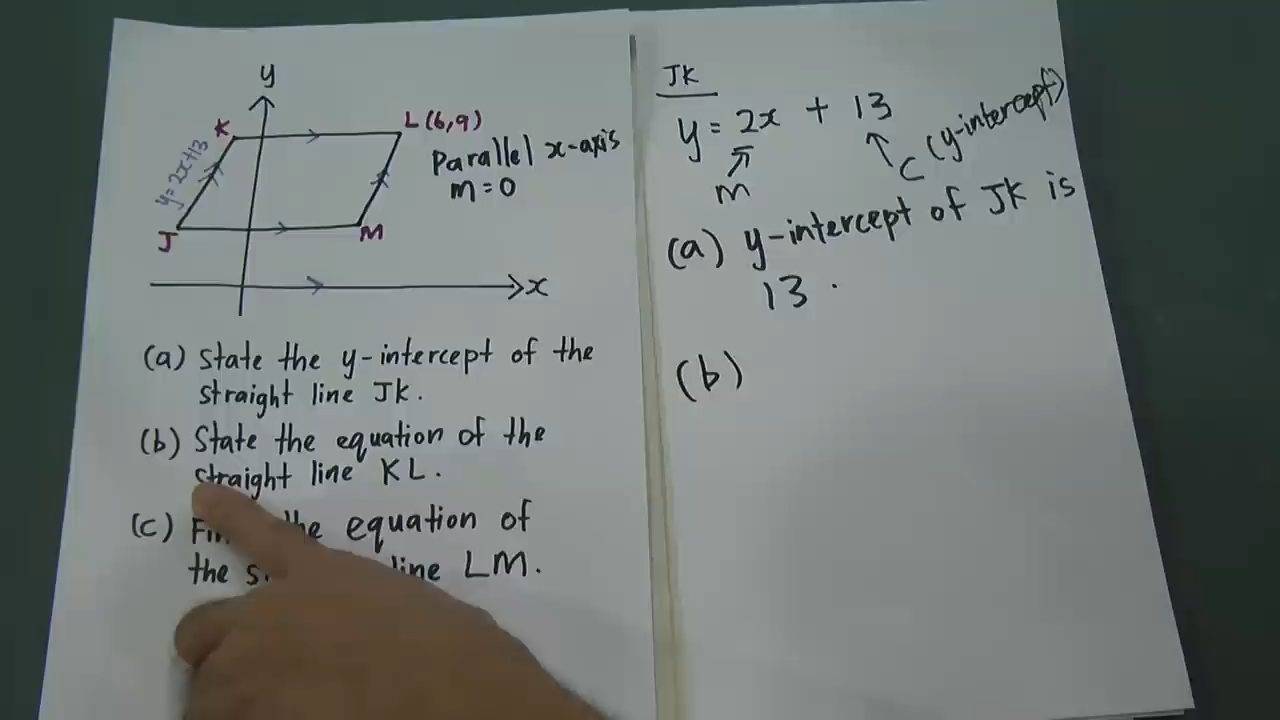 y
K
L (6,9)
Parallel x-axis
m = 0
y = 2x+13
J
M
x
(a) State the y-intercept of the
straight line JK.
(b) State the equation of the
straight line KL.
(c) the equation of
the line LM.
JK
y = 2x + 13
m
C (y-intercept)
(a) y-intercept of JK is
13.
(b)